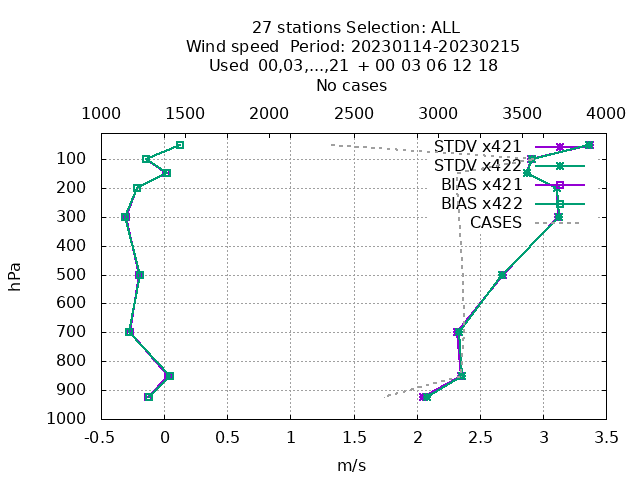 27 stations Selection: ALL
Wind speed  Period: 20230114-20230215
Used  00,03,...,21  + 00 03 06 12 18
No cases
1000 1500 2000 2500 3000 3500 4000
STDV x421
STDV x422
BIAS x421
BIAS x422
CASES
100
200
300
400
500
600
700
800
900
1000
hPa
-0.5 0 0.5 1 1.5 2 2.5 3 3.5
m/s